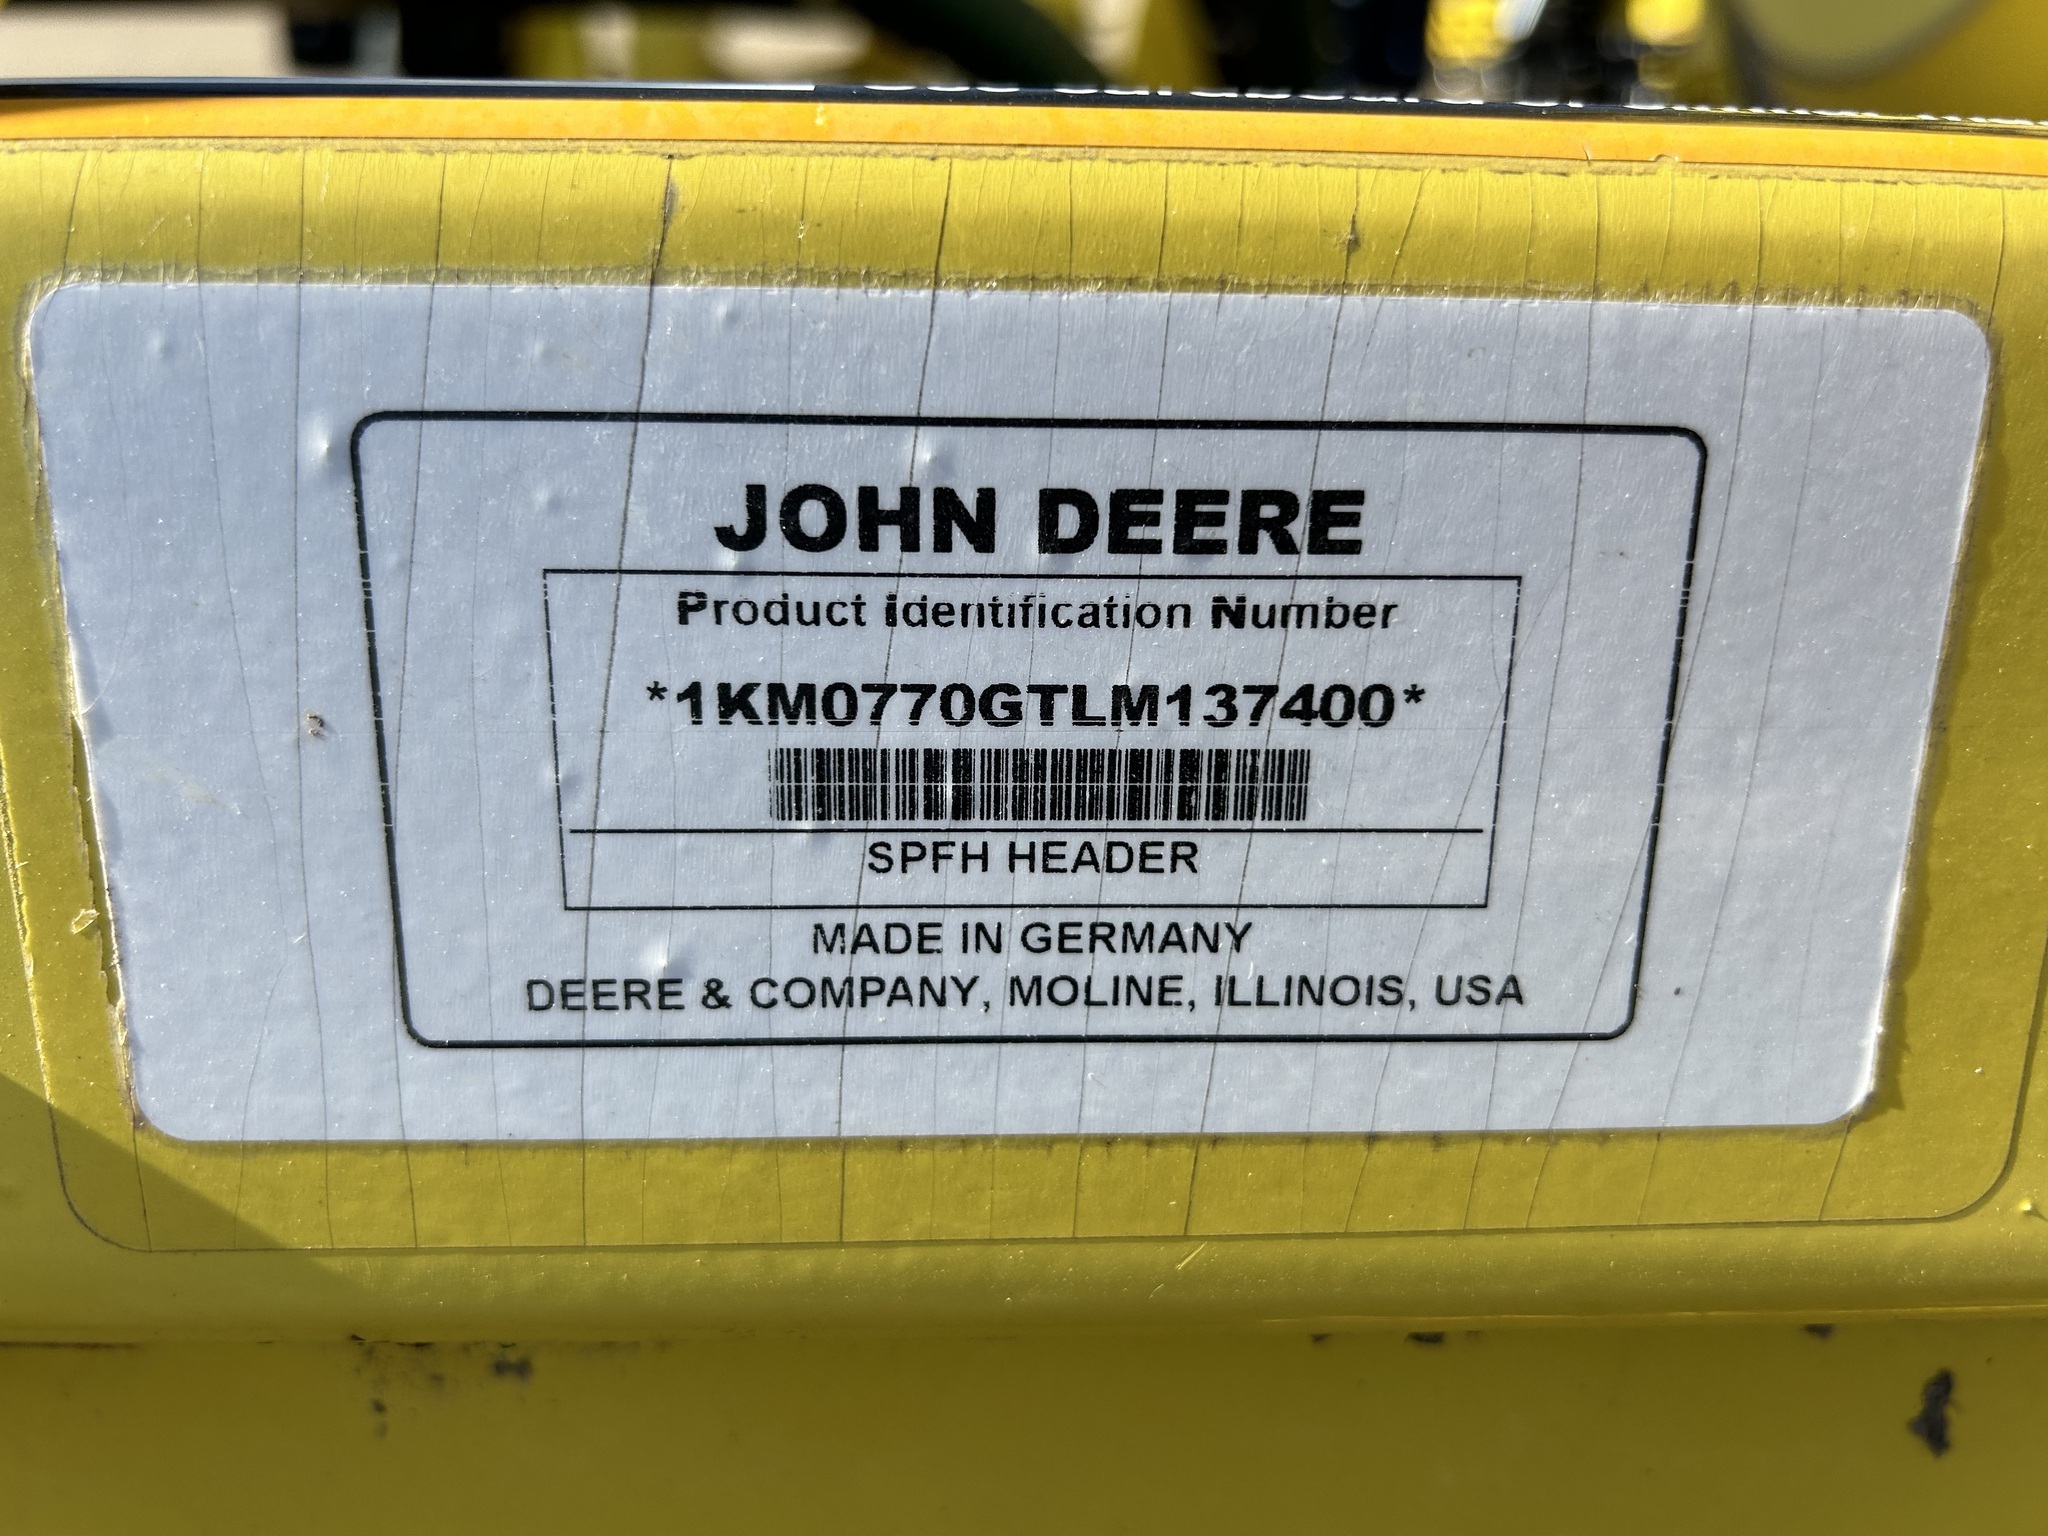 JOHN DEERE
Product Identification Number
*1KM0770GTLM137400*
SPFH HEADER
MADE IN GERMANY
DEERE & COMPANY, MOLINE, ILLINOIS, USA